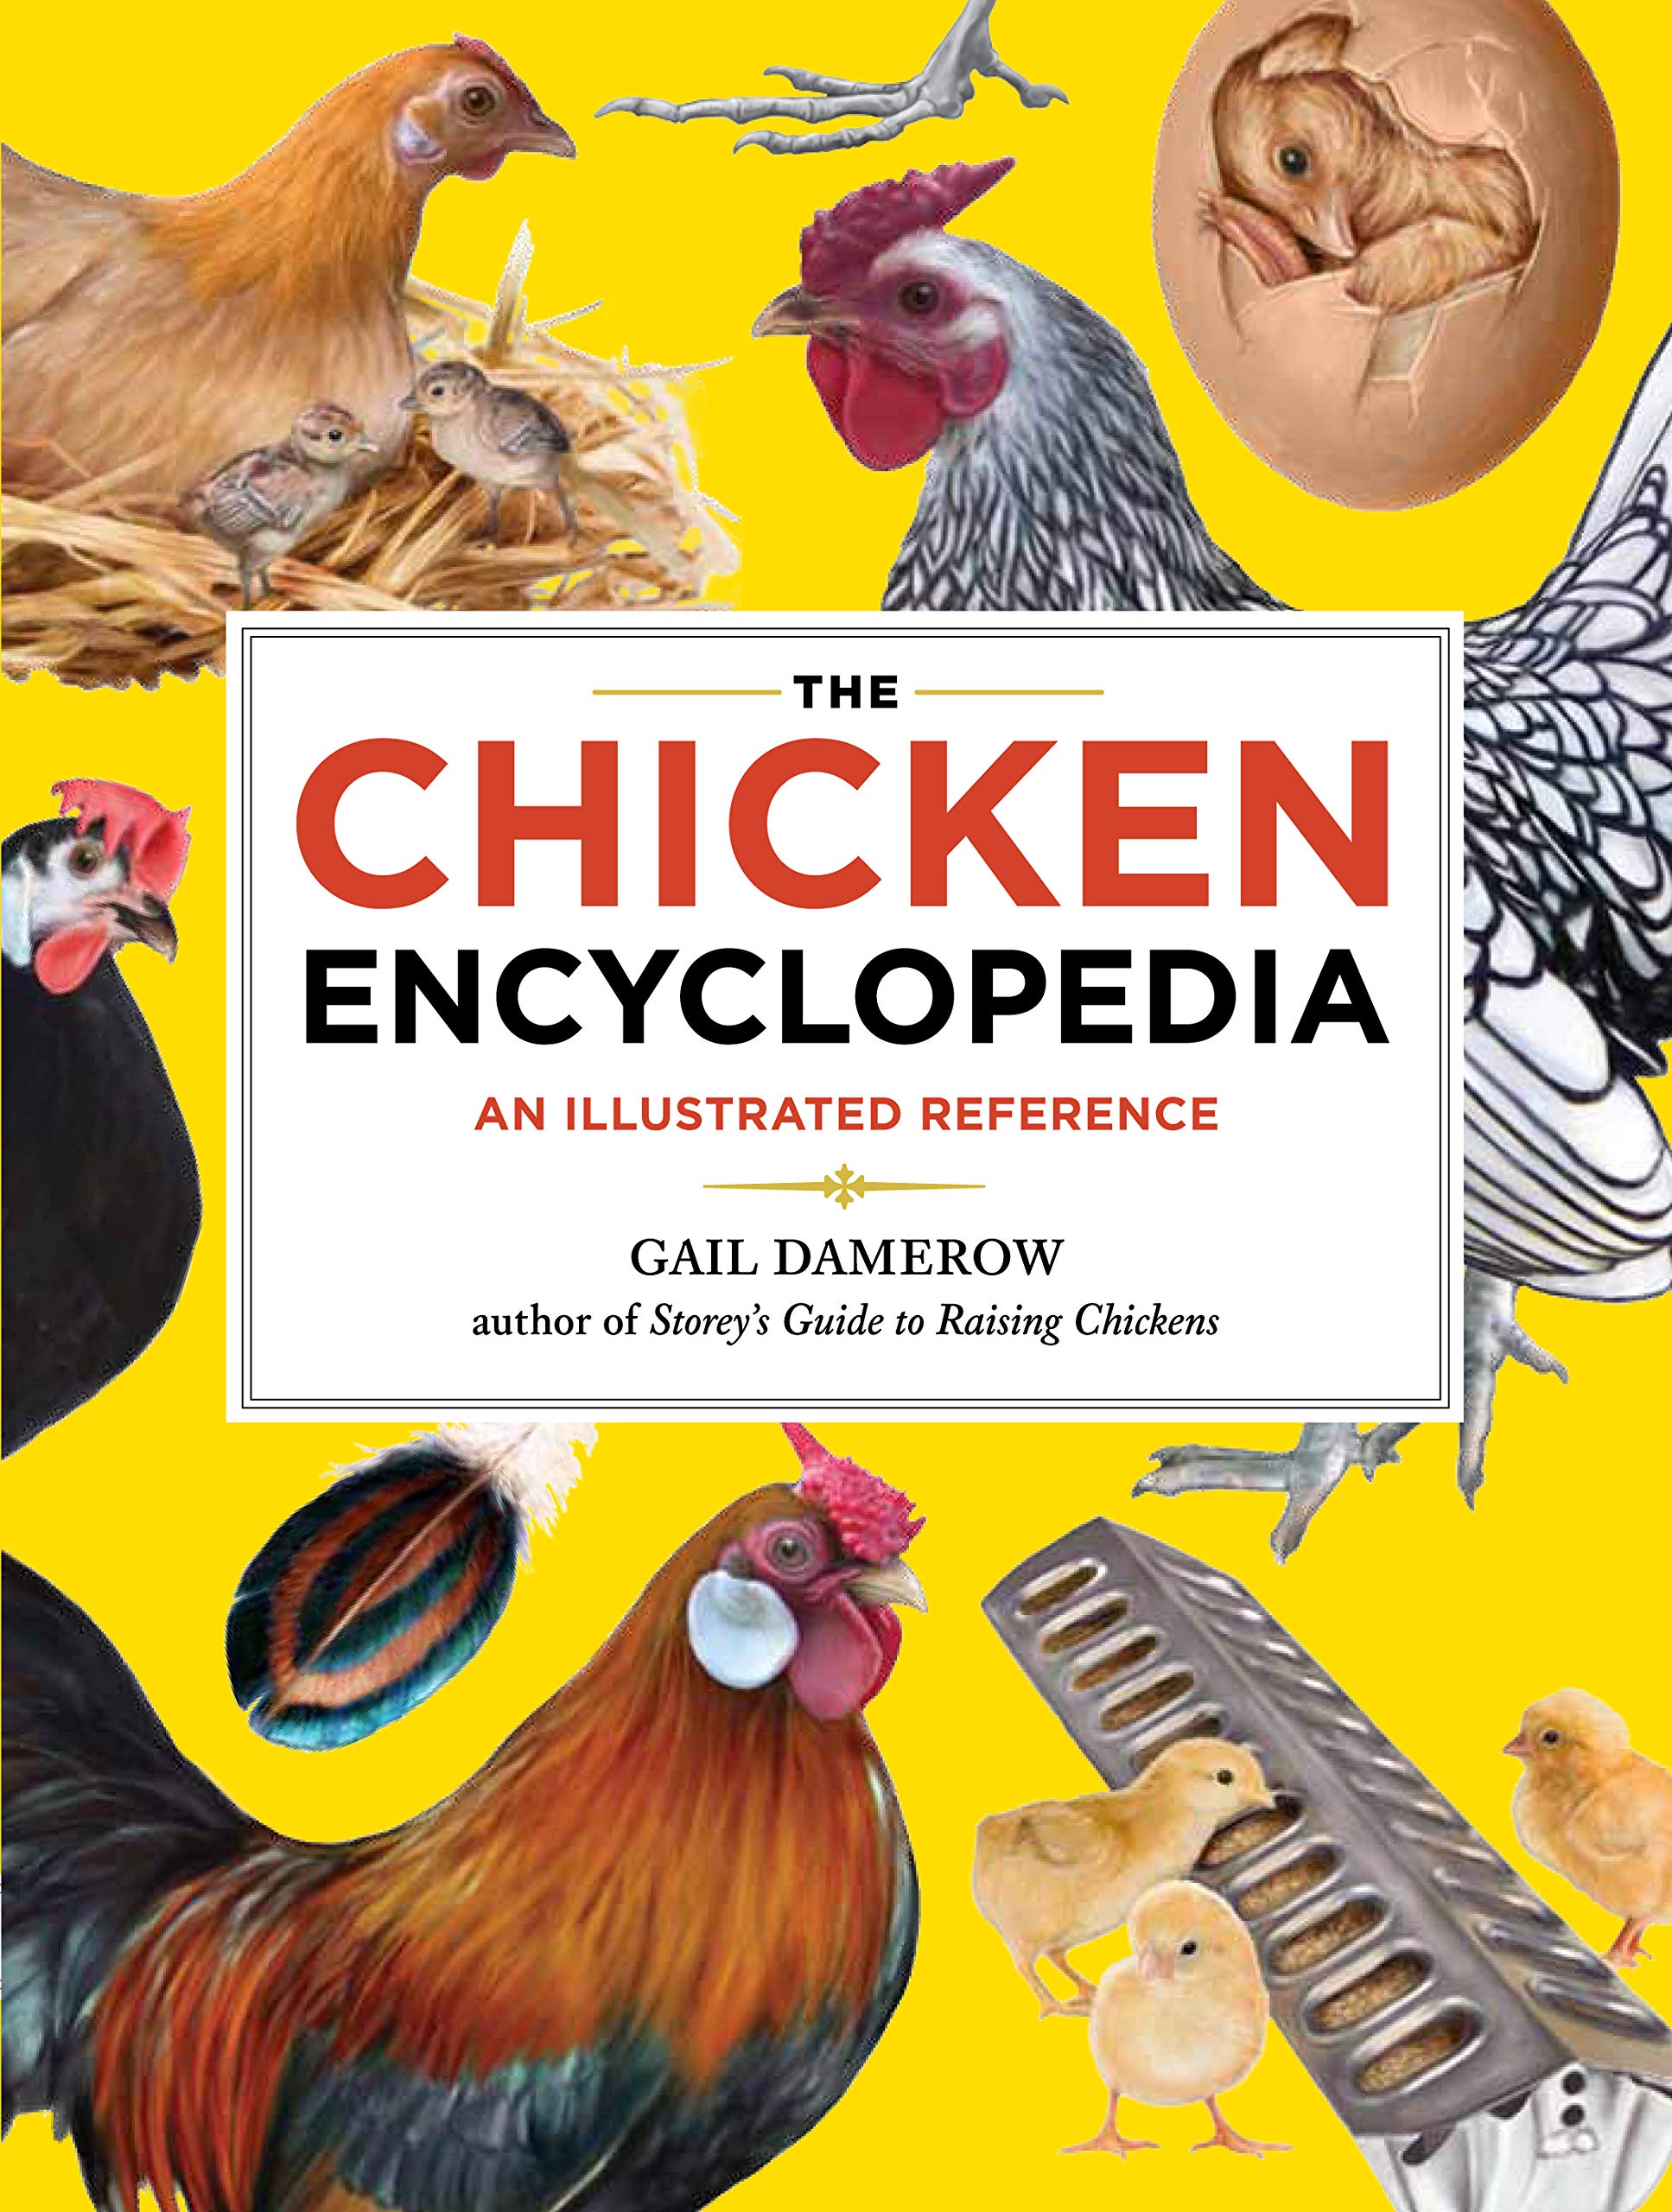 THE
CHICKEN
ENCYCLOPEDIA
AN ILLUSTRATED REFERENCE
GAIL DAMEROW
author of Storey’s Guide to Raising Chickens